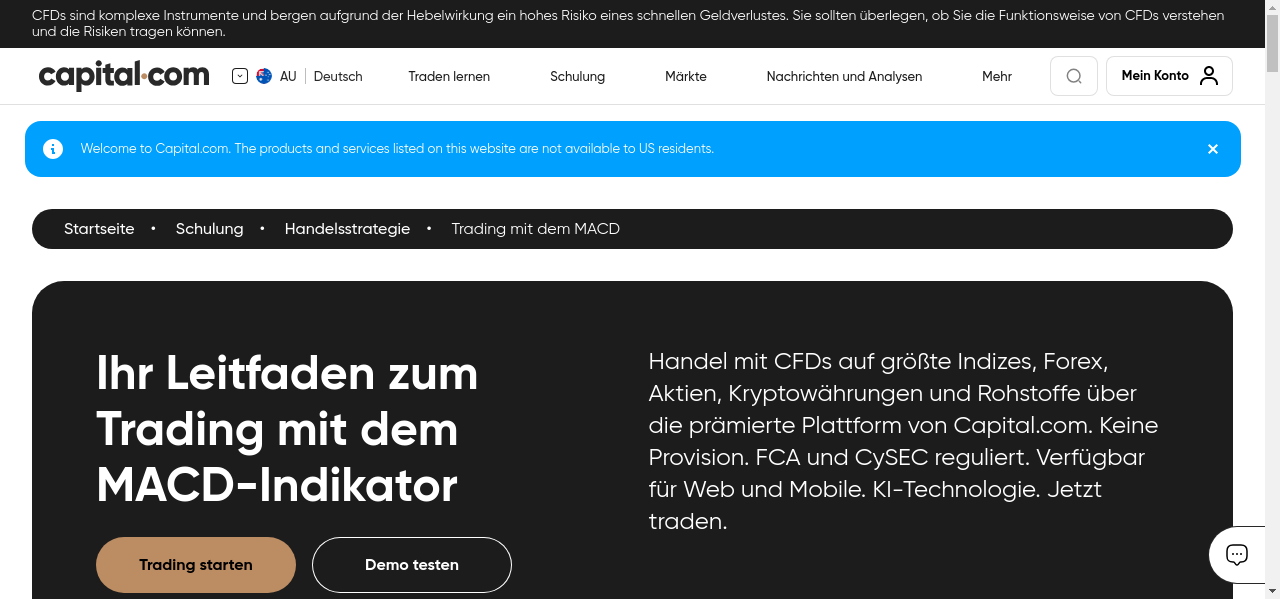 CFDs sind komplexe Instrumente und bergen aufgrund der Hebelwirkung ein hohes Risiko eines schnellen Geldverlustes. Sie sollten überlegen, ob Sie die Funktionsweise von CFDs verstehen
und die Risiken tragen können.
capital.com
AU
Deutsch
Traden lernen
Schulung
Märkte
Nachrichten und Analysen
Mehr
Mein Konto
Welcome to Capital.com. The products and services listed on this website are not available to US residents.
Startseite • Schulung • Handelsstrategie • Trading mit dem MACD
Ihr Leitfaden zum
Trading mit dem
MACD-Indikator
Trading starten
Demo testen
Handel mit CFDs auf größte Indizes, Forex,
Aktien, Kryptowährungen und Rohstoffe über
die prämierte Plattform von Capital.com. Keine
Provision. FCA und CySEC reguliert. Verfügbar
für Web und Mobile. KI-Technologie. Jetzt
traden.